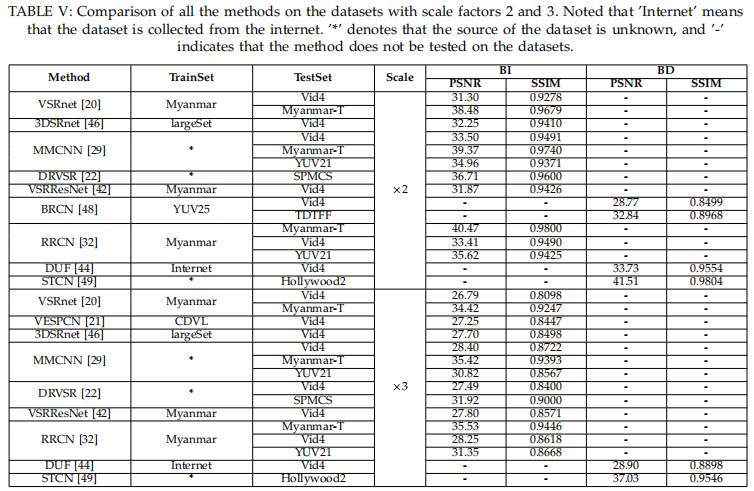 TABLE V: Comparison of all the methods on the datasets with scale factors 2 and 3. Noted that 'Internet' means
that the dataset is collected from the internet. '*' denotes that the source of the dataset is unknown, and '-'
indicates that the method does not be tested on the datasets.
Method TrainSet TestSet Scale BI BD
PSNR SSIM PSNR SSIM
VSRnet [20] Myanmar Vid4 ×2 31.30 0.9278 - -
Myanmar-T 38.48 0.9679 - -
3DSRnet [46] largeSet Vid4 32.25 0.9410 - -
MMCNN [29] * Vid4 33.50 0.9491 - -
Myanmar-T 39.37 0.9740 - -
YUV21 34.96 0.9371 - -
DRVSR [22] * SPMCS 36.71 0.9600 - -
VSRResNet [42] Myanmar Vid4 31.87 0.9426 - -
BRCN [48] YUV25 Vid4 - - 28.77 0.8499
TDTFF - - 32.84 0.8968
RRCN [32] Myanmar Myanmar-T 40.47 0.9800 - -
Vid4 33.41 0.9490 - -
YUV21 35.62 0.9425 - -
DUF [44] Internet Vid4 - - 33.73 0.9554
STCN [49] * Hollywood2 - - 41.51 0.9804
VSRnet [20] Myanmar Vid4 ×3 26.79 0.8098 - -
Myanmar-T 34.42 0.9247 - -
VESPCN [21] CDVL Vid4 27.25 0.8447 - -
3DSRnet [46] largeSet Vid4 27.70 0.8498 - -
MMCNN [29] * Vid4 28.40 0.8722 - -
Myanmar-T 35.42 0.9393 - -
YUV21 30.82 0.8567 - -
DRVSR [22] * Vid4 27.49 0.8400 - -
SPMCS 31.92 0.9000 - -
VSRResNet [42] Myanmar Vid4 27.80 0.8571 - -
RRCN [32] Myanmar Myanmar-T 35.53 0.9446 - -
Vid4 28.25 0.8618 - -
YUV21 31.35 0.8668 - -
DUF [44] Internet Vid4 - - 28.90 0.8898
STCN [49] * Hollywood2 - - 37.03 0.9546